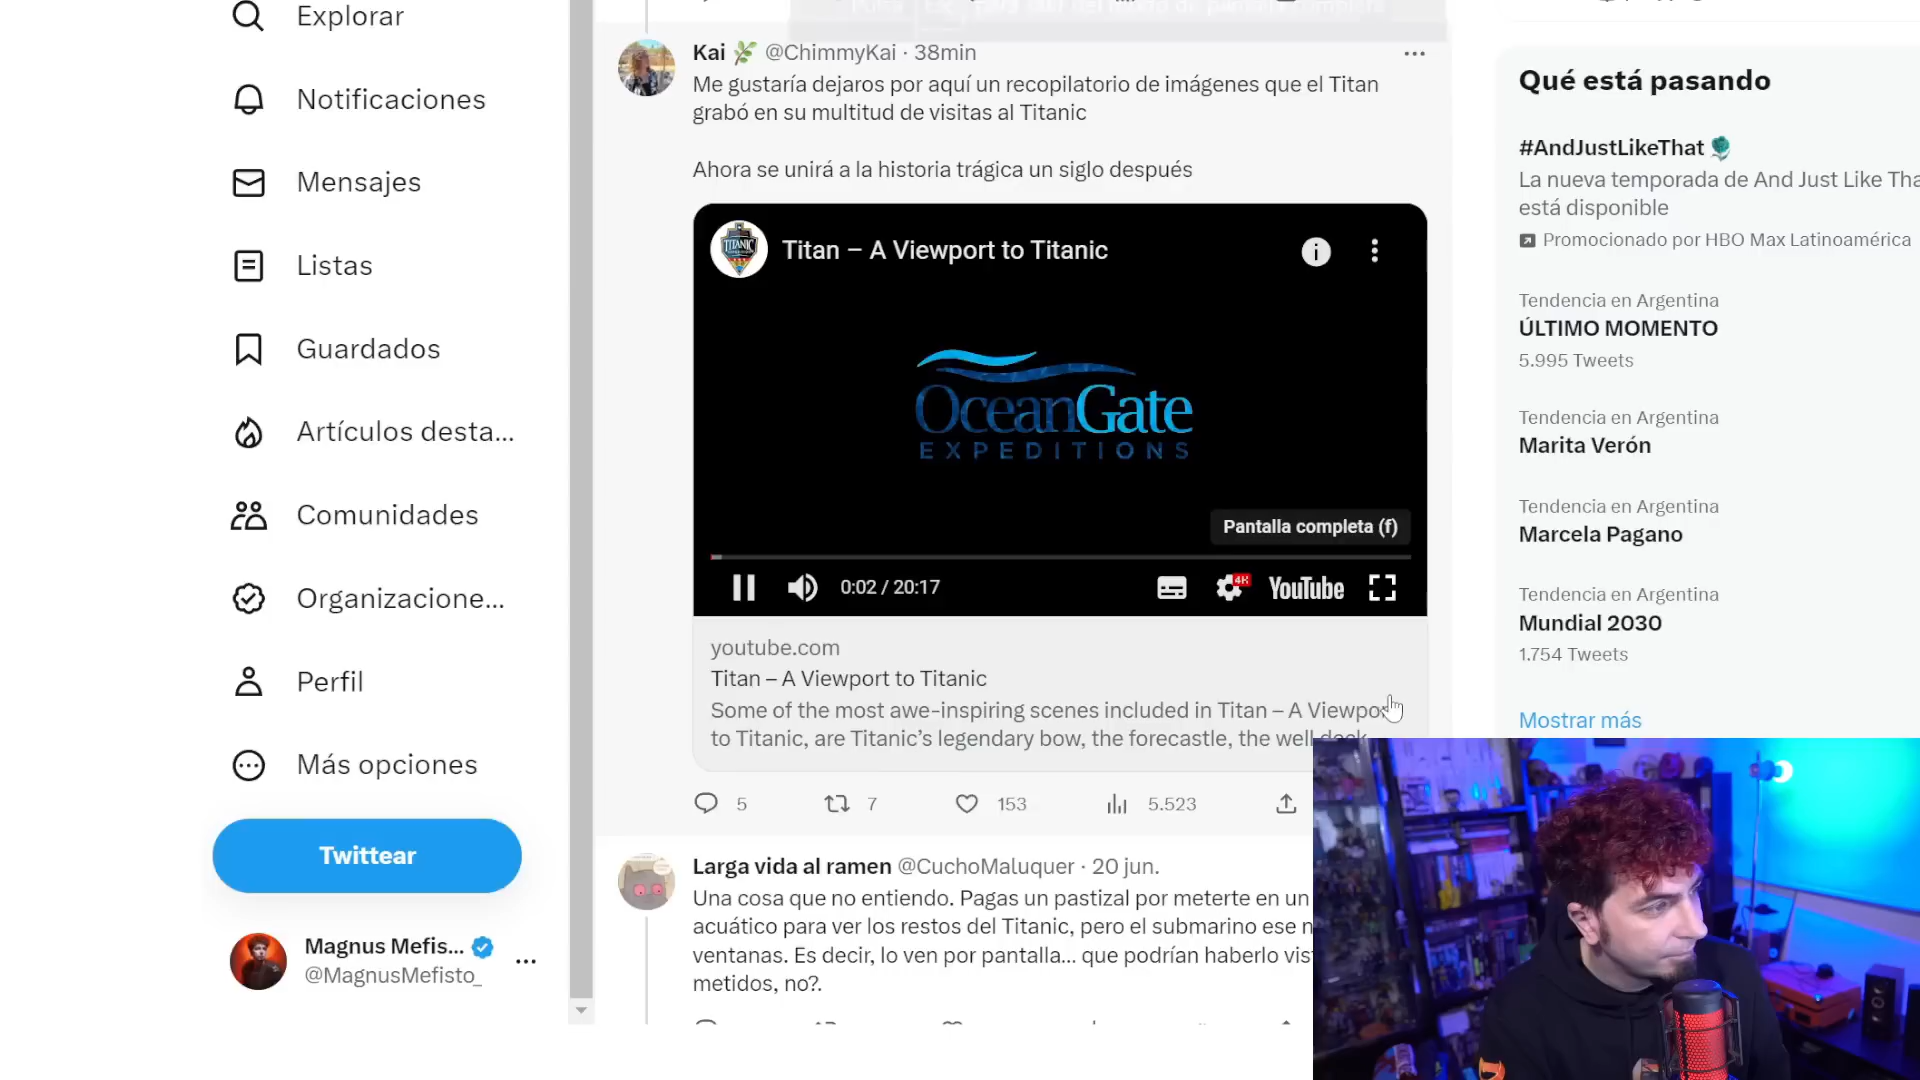 Explorar
Notificaciones
Mensajes
Listas
Guardados
Artículos desta...
Comunidades
Organizacione...
Perfil
Más opciones
Twittear
Magnus Mefis...
@MagnusMefisto_
Kai @ChimmyKai · 38min
Me gustaría dejaros por aquí un recopilatorio de imágenes que el Titan
grabó en su multitud de visitas al Titanic
Ahora se unirá a la historia trágica un siglo después
TITANIC
Titan – A Viewport to Titanic
OceanGate
EXPEDITIONS
Pantalla completa (f)
0:02 / 20:17
4K
YouTube
youtube.com
Titan – A Viewport to Titanic
Some of the most awe-inspiring scenes included in Titan – A Viewport
to Titanic, are Titanic's legendary bow, the forecastle, the well deck,
5
7
153
5.523
Larga vida al ramen @CuchoMaluquer · 20 jun.
Una cosa que no entiendo. Pagas un pastizal por meterte en un
acuático para ver los restos del Titanic, pero el submarino ese n
ventanas. Es decir, lo ven por pantalla... que podrían haberlo vis
metidos, no?.
Qué está pasando
#AndJustLikeThat
La nueva temporada de And Just Like Tha
está disponible
Promocionado por HBO Max Latinoamérica
Tendencia en Argentina
ÚLTIMO MOMENTO
5.995 Tweets
Tendencia en Argentina
Marita Verón
Tendencia en Argentina
Marcela Pagano
Tendencia en Argentina
Mundial 2030
1.754 Tweets
Mostrar más